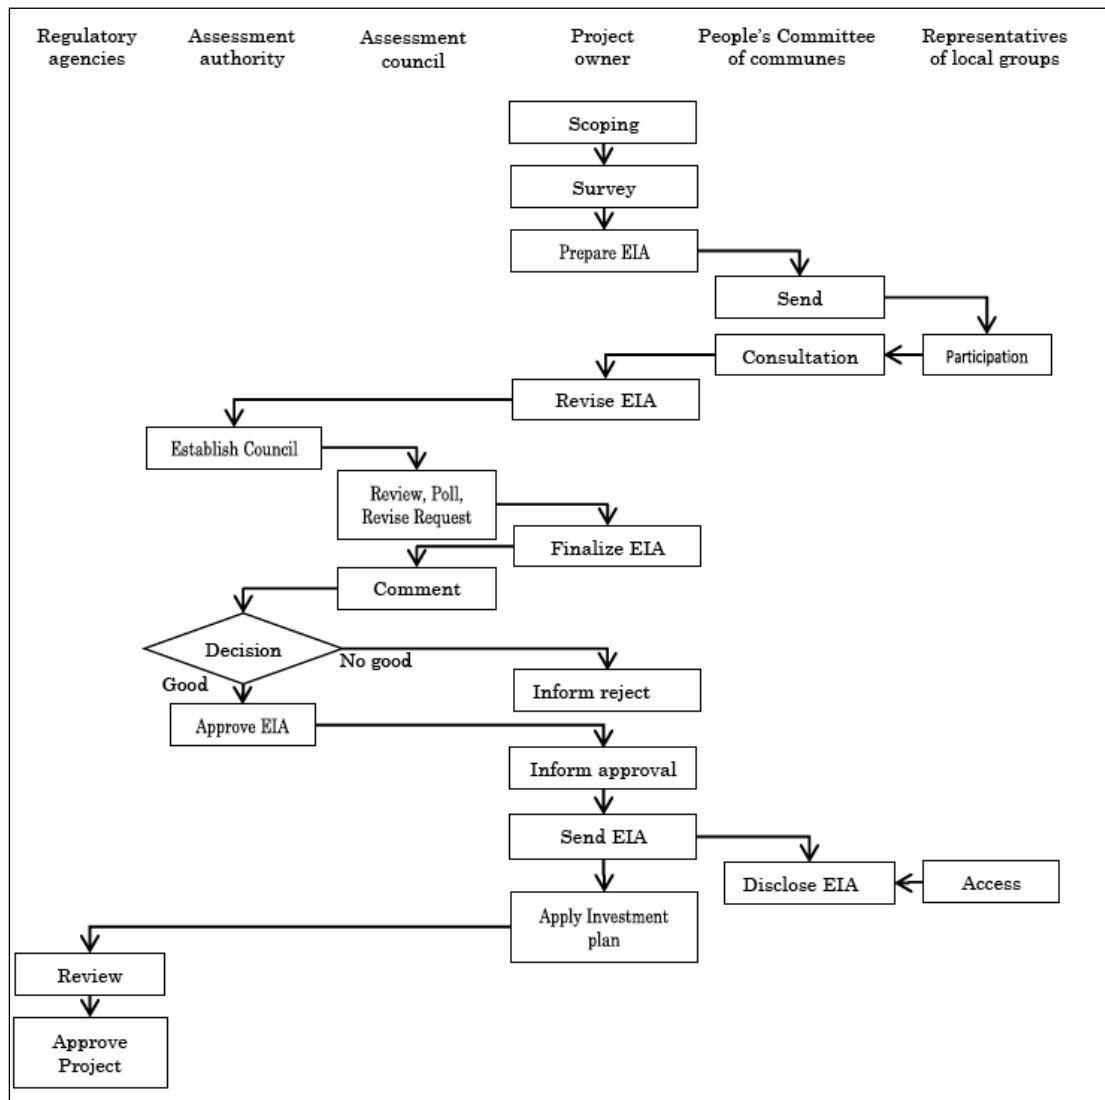 Regulatory
agencies
Assessment
authority
Assessment
council
Project
owner
People's Committee
of communes
Representatives
of local groups
Scoping
Survey
Prepare EIA
Send
Consultation
Participation
Revise EIA
Establish Council
Review, Poll,
Revise Request
Finalize EIA
Comment
Decision
No good
Good
Inform reject
Approve EIA
Inform approval
Send EIA
Disclose EIA
Access
Apply Investment
plan
Review
Approve
Project